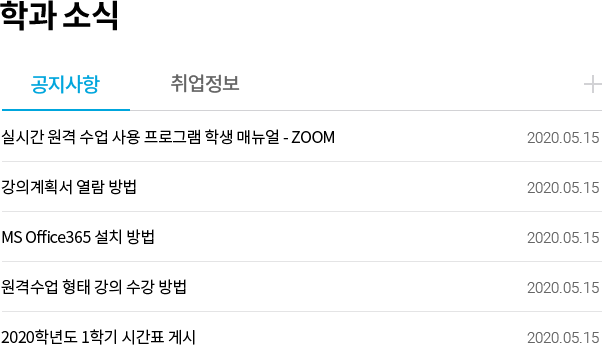 학과 소식
공지사항 취업정보
실시간 원격 수업 사용 프로그램 학생 매뉴얼 - ZOOM 2020.05.15
강의계획서 열람 방법 2020.05.15
MS Office365 설치 방법 2020.05.15
원격수업 형태 강의 수강 방법 2020.05.15
2020학년도 1학기 시간표 게시 2020.05.15